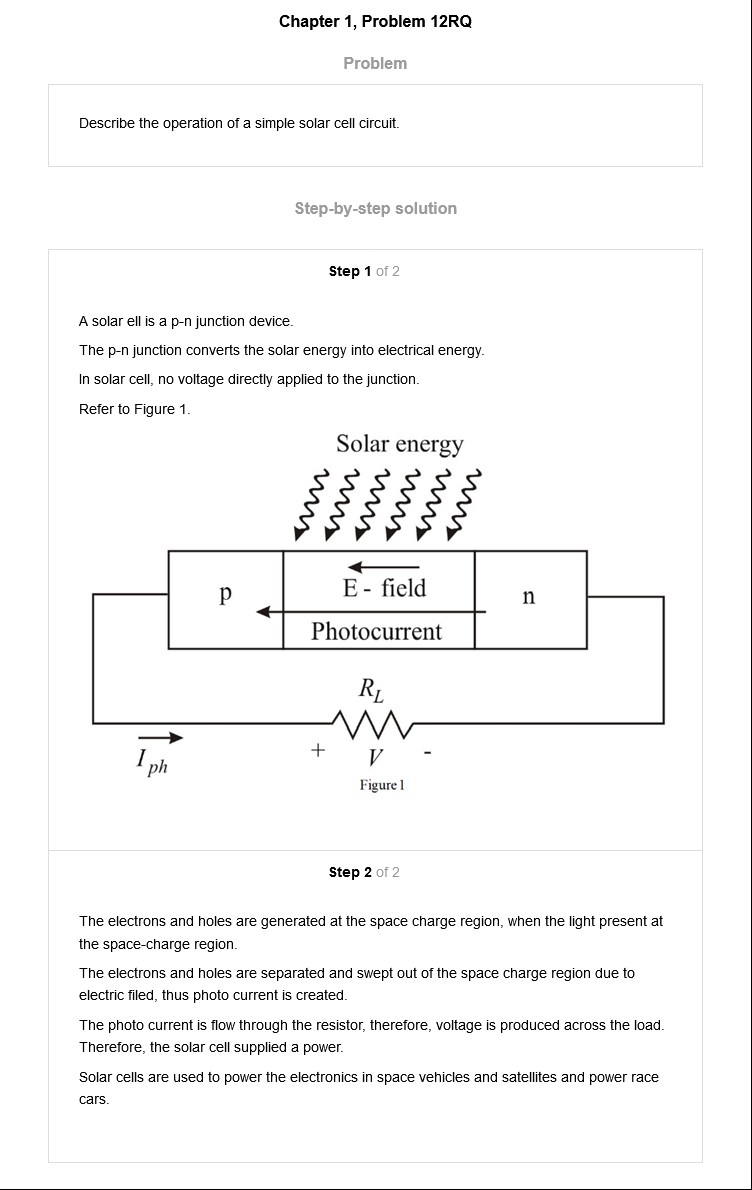 Chapter 1, Problem 12RQ
Problem
Describe the operation of a simple solar cell circuit.
Step-by-step solution
Step 1 of 2
A solar ell is a p-n junction device.
The p-n junction converts the solar energy into electrical energy.
In solar cell, no voltage directly applied to the junction.
Refer to Figure 1.
Solar energy
p
E - field
n
Photocurrent
R_L
+ V -
I_ph
Figure 1
Step 2 of 2
The electrons and holes are generated at the space charge region, when the light present at
the space-charge region.
The electrons and holes are separated and swept out of the space charge region due to
electric filed, thus photo current is created.
The photo current is flow through the resistor, therefore, voltage is produced across the load.
Therefore, the solar cell supplied a power.
Solar cells are used to power the electronics in space vehicles and satellites and power race
cars.